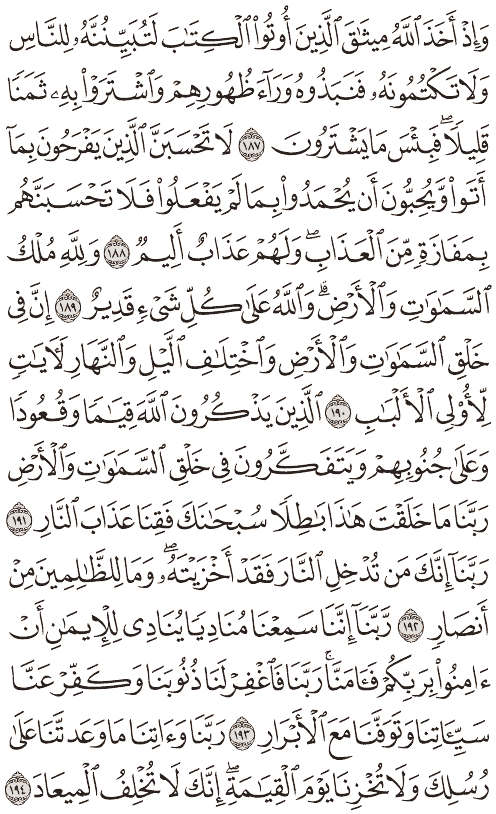 وَإِذْ أَخَذَ ٱللَّهُ مِيثَٰقَ ٱلَّذِينَ أُوتُوا۟ ٱلْكِتَٰبَ لَتُبَيِّنُنَّهُۥ لِلنَّاسِ
وَلَا تَكْتُمُونَهُۥ فَنَبَذُوهُ وَرَآءَ ظُهُورِهِمْ وَٱشْتَرَوْا۟ بِهِۦ ثَمَنًا
قَلِيلًا ۖ فَبِئْسَ مَا يَشْتَرُونَ ١٨٧ لَا تَحْسَبَنَّ ٱلَّذِينَ يَفْرَحُونَ بِمَآ
أَتَوا۟ وَّيُحِبُّونَ أَن يُحْمَدُوا۟ بِمَا لَمْ يَفْعَلُوا۟ فَلَا تَحْسَبَنَّهُم
بِمَفَازَةٍ مِّنَ ٱلْعَذَابِ ۖ وَلَهُمْ عَذَابٌ أَلِيمٌ ١٨٨ وَلِلَّهِ مُلْكُ
ٱلسَّمَٰوَٰتِ وَٱلْأَرْضِ ۗ وَٱللَّهُ عَلَىٰ كُلِّ شَىْءٍ قَدِيرٌ ١٨٩ إِنَّ فِى
خَلْقِ ٱلسَّمَٰوَٰتِ وَٱلْأَرْضِ وَٱخْتِلَٰفِ ٱلَّيْلِ وَٱلنَّهَارِ لَءَايَٰتٍ
لِّأُو۟لِى ٱلْأَلْبَٰبِ ١٩٠ ٱلَّذِينَ يَذْكُرُونَ ٱللَّهَ قِيَٰمًا وَقُعُودًا
وَعَلَىٰ جُنُوبِهِمْ وَيَتَفَكَّرُونَ فِى خَلْقِ ٱلسَّمَٰوَٰتِ وَٱلْأَرْضِ
رَبَّنَا مَا خَلَقْتَ هَٰذَا بَٰطِلًا سُبْحَٰنَكَ فَقِنَا عَذَابَ ٱلنَّارِ ١٩١
رَبَّنَآ إِنَّكَ مَن تُدْخِلِ ٱلنَّارَ فَقَدْ أَخْزَيْتَهُۥ ۖ وَمَا لِلظَّٰلِمِينَ مِنْ
أَنصَارٍ ١٩٢ رَّبَّنَآ إِنَّنَا سَمِعْنَا مُنَادِيًا يُنَادِى لِلْإِيمَٰنِ أَنْ
ءَامِنُوا۟ بِرَبِّكُمْ فَـَٔامَنَّا ۚ رَبَّنَا فَٱغْفِرْ لَنَا ذُنُوبَنَا وَكَفِّرْ عَنَّا
سَيِّـَٔاتِنَا وَتَوَفَّنَا مَعَ ٱلْأَبْرَارِ ١٩٣ رَبَّنَا وَءَاتِنَا مَا وَعَدتَّنَا عَلَىٰ
رُسُلِكَ وَلَا تُخْزِنَا يَوْمَ ٱلْقِيَٰمَةِ ۗ إِنَّكَ لَا تُخْلِفُ ٱلْمِيعَادَ ١٩٤